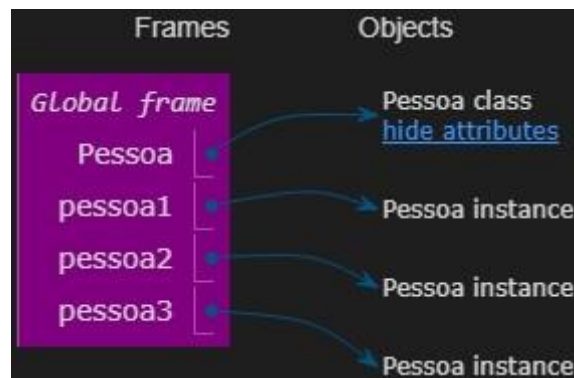 Frames
Objects
Global frame
Pessoa
pessoa1
pessoa2
pessoa3
Pessoa class
hide attributes
Pessoa instance
Pessoa instance
Pessoa instance